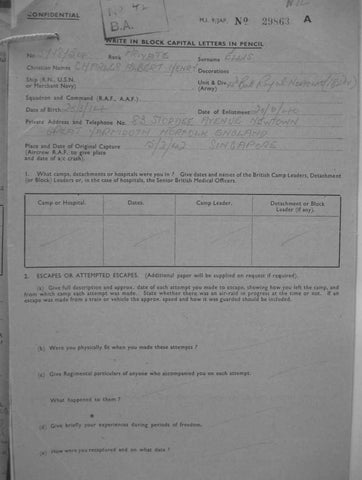 CONFIDENTIAL
No 42
B.A.
M.I. 9/JAP. No 29863 A
WRITE IN BLOCK CAPITAL LETTERS IN PENCIL
No. Rank PRIVATE Surname
Christian Names CHARLES ALBERT HENRY Decorations
Ship (R.N., U.S.N. or Merchant Navy) Unit & Div. (Army) Royal Norfolk
Squadron and Command (R.A.F., A.A.F.)
Date of Birth Date of Enlistment
Private Address and Telephone No. 83 AVENUE NEWTOWN
GREAT YARMOUTH NORFOLK ENGLAND
Place and Date of Original Capture SINGAPORE
(Aircrew R.A.F. to give place
and date of a/c crash).
1. What camps, detachments or hospitals were you in ? Give dates and names of the British Camp Leaders, Detachment
(or Block) Leaders or, in the case of hospitals, the Senior British Medical Officers.
Camp or Hospital. Dates. Camp Leader. Detachment or Block
Leader (if any).
2. ESCAPES OR ATTEMPTED ESCAPES. (Additional paper will be supplied on request if required).
(a) Give full description and approx. date of each attempt you made to escape, showing how you left the camp, and
from which camp each attempt was made. State whether there was an air-raid in progress at the time or not. If an
escape was made from a train or vehicle the approx. speed and how it was guarded should be included.
(b) Were you physically fit when you made these attempts ?
(c) Give Regimental particulars of anyone who accompanied you on each attempt.
What happened to them ?
(d) Give briefly your experiences during periods of freedom.
(e) How were you recaptured and on what date ?